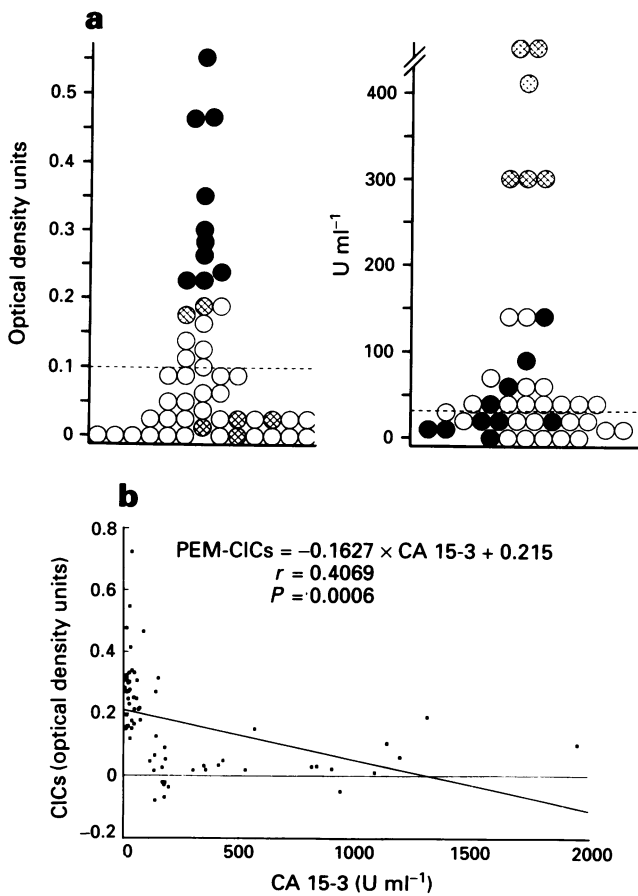 a
Optical density units
0.5
0.4
0.3
0.2
0.1
0
U ml⁻¹
400
300
200
100
0
b
CICs (optical density units)
0.8
0.6
0.4
0.2
0
−0.2
PEM-CICs = −0.1627 × CA 15-3 + 0.215
r = 0.4069
P = 0.0006
0
500
1000
1500
2000
CA 15-3 (U ml⁻¹)